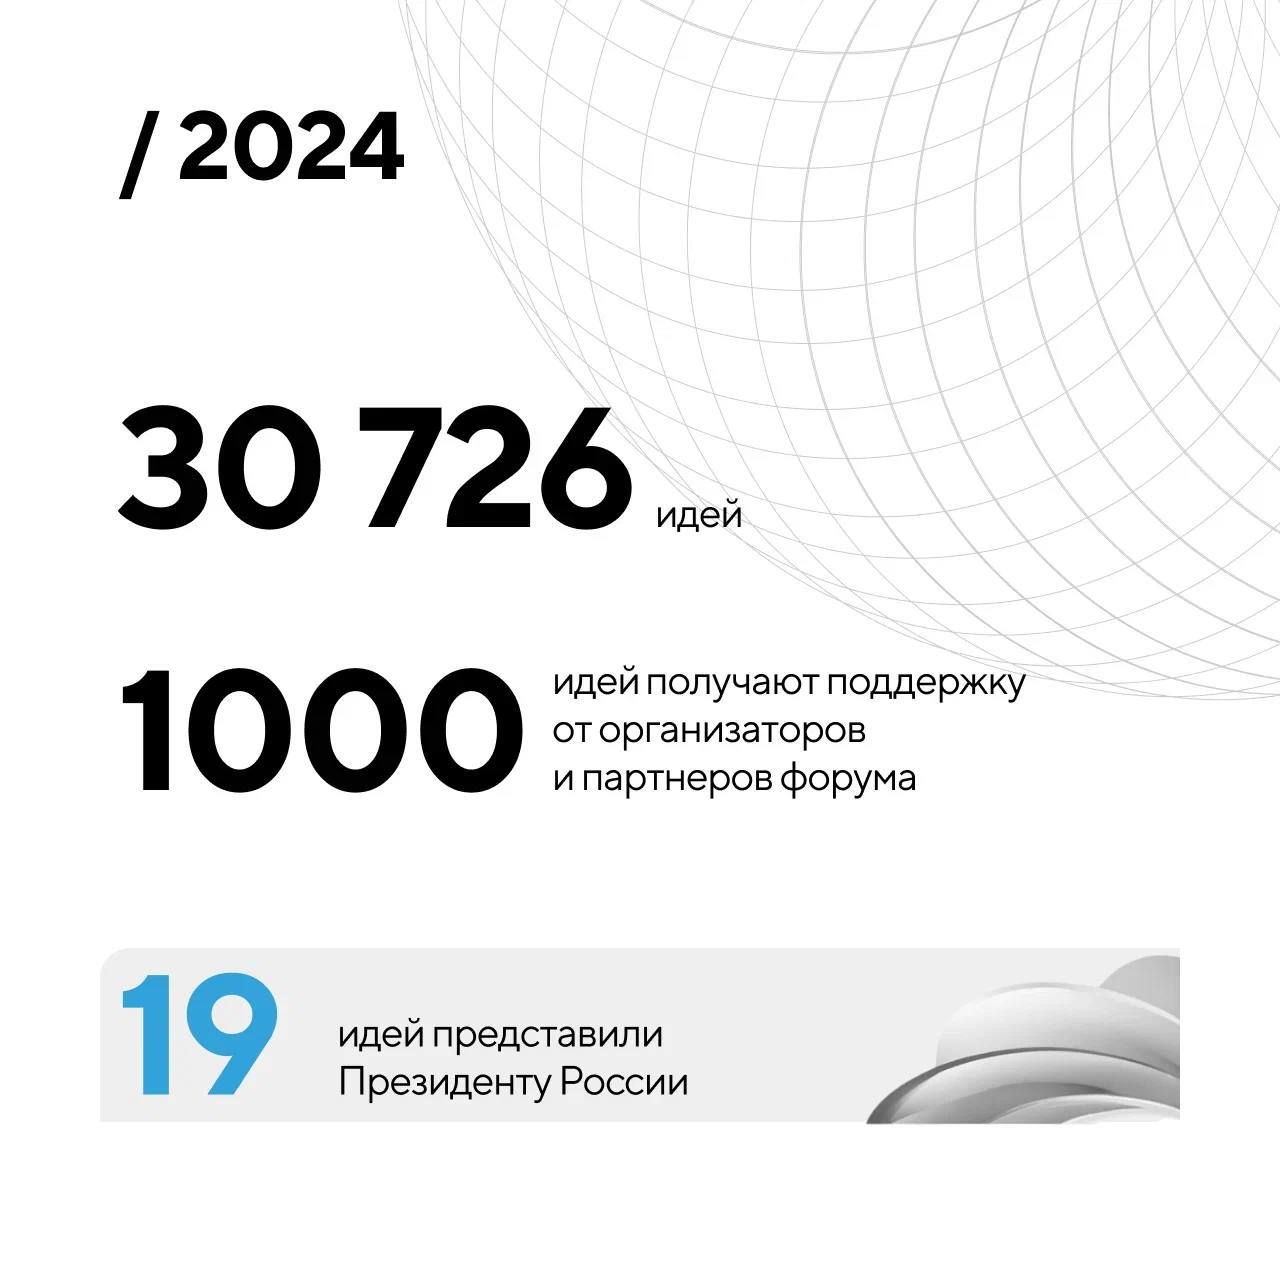 / 2024
30 726 идей
1000 идей получают поддержку
от организаторов
и партнеров форума
19 идей представили
Президенту России